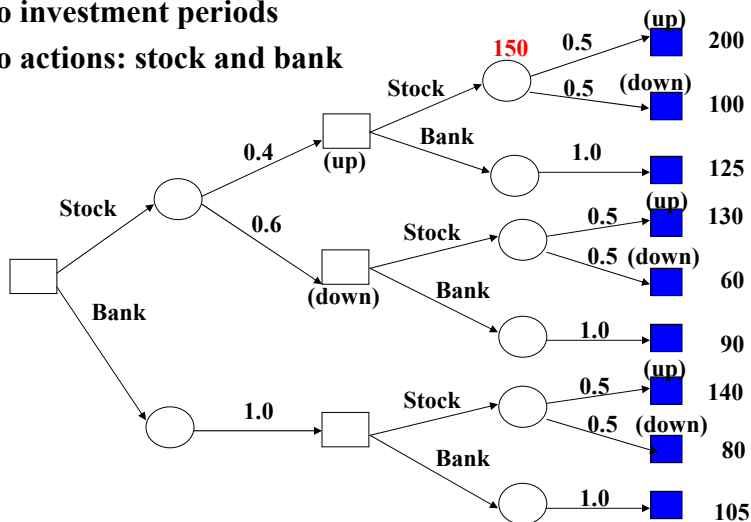 o investment periods
o actions: stock and bank
(up)
150
0.5
200
Stock
0.5
(down)
100
Bank
1.0
125
0.4
(up)
(up)
130
Stock
0.6
Stock
0.5
0.5
(down)
60
(down)
Bank
1.0
90
Bank
(up)
140
0.5
Stock
0.5
(down)
80
1.0
Bank
1.0
105